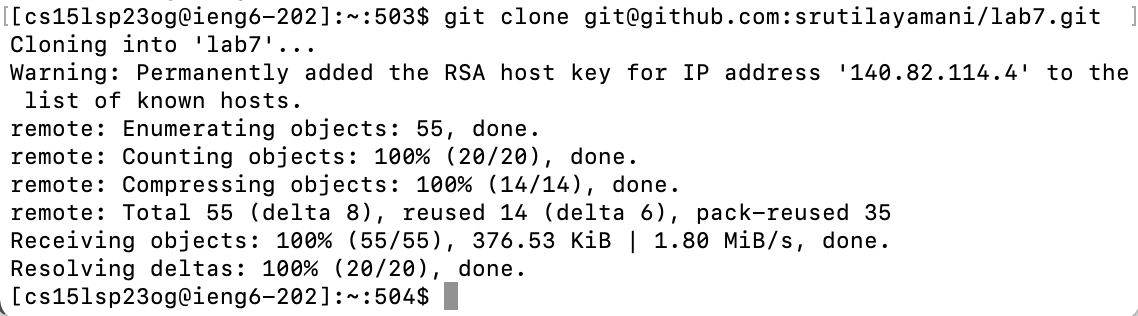 [cs15lsp23og@ieng6-202]:~:503$ git clone git@github.com:srutilayamani/lab7.git
Cloning into 'lab7'...
Warning: Permanently added the RSA host key for IP address '140.82.114.4' to the
 list of known hosts.
remote: Enumerating objects: 55, done.
remote: Counting objects: 100% (20/20), done.
remote: Compressing objects: 100% (14/14), done.
remote: Total 55 (delta 8), reused 14 (delta 6), pack-reused 35
Receiving objects: 100% (55/55), 376.53 KiB | 1.80 MiB/s, done.
Resolving deltas: 100% (20/20), done.
[cs15lsp23og@ieng6-202]:~:504$